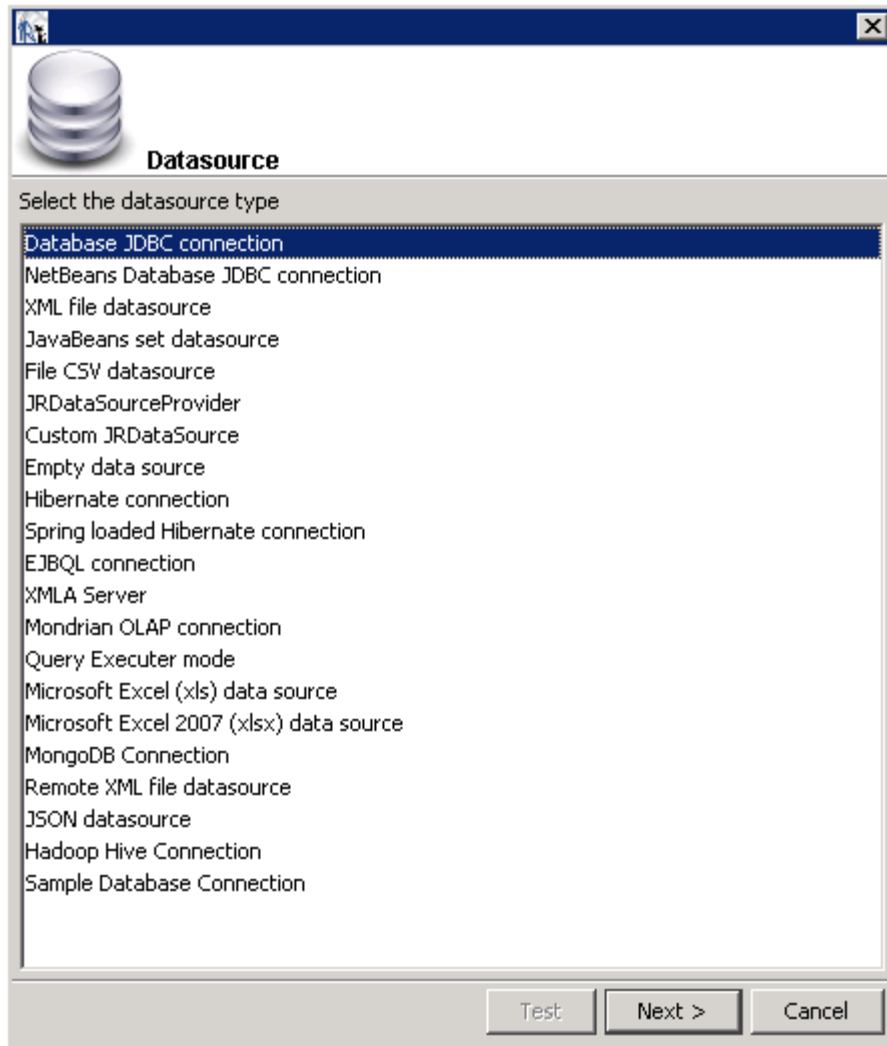 Datasource
Select the datasource type
Database JDBC connection
NetBeans Database JDBC connection
XML file datasource
JavaBeans set datasource
File CSV datasource
JRDataSourceProvider
Custom JRDataSource
Empty data source
Hibernate connection
Spring loaded Hibernate connection
EJBQL connection
XMLA Server
Mondrian OLAP connection
Query Executer mode
Microsoft Excel (xls) data source
Microsoft Excel 2007 (xlsx) data source
MongoDB Connection
Remote XML file datasource
JSON datasource
Hadoop Hive Connection
Sample Database Connection
Test Next > Cancel